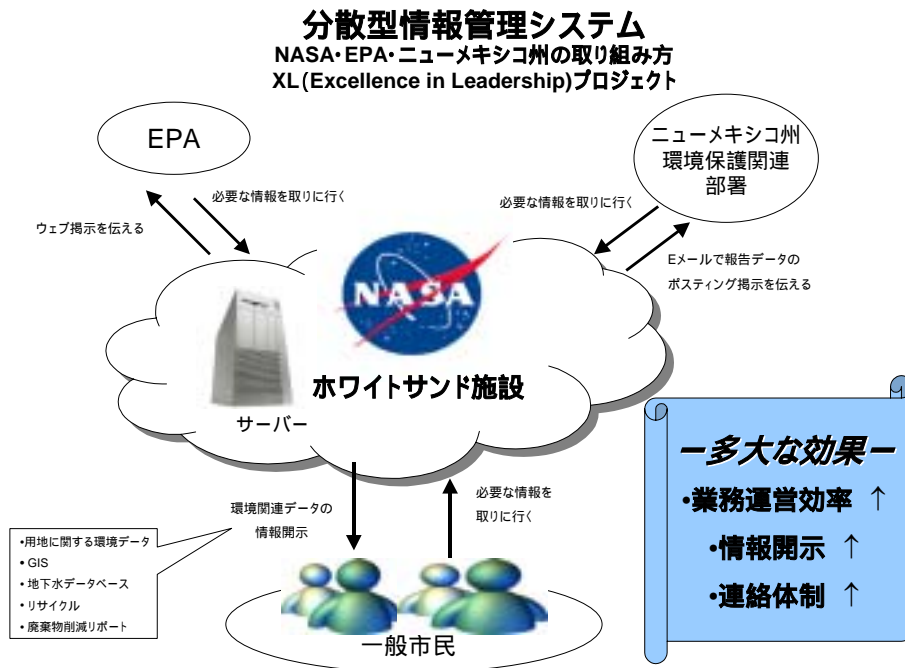 分散型情報管理システム
NASA・EPA・ニューメキシコ州の取り組み方
XL(Excellence in Leadership)プロジェクト
EPA
ニューメキシコ州
環境保護関連
部署
必要な情報を取りに行く
ウェブ掲示を伝える
必要な情報を取りに行く
Eメールで報告データの
ポスティング掲示を伝える
NASA
ホワイトサンド施設
サーバー
環境関連データの
情報開示
必要な情報を
取りに行く
•用地に関する環境データ
• GIS
• 地下水データベース
• リサイクル
• 廃棄物削減リポート
一般市民
ー多大な効果ー
•業務運営効率 ↑
•情報開示 ↑
•連絡体制 ↑